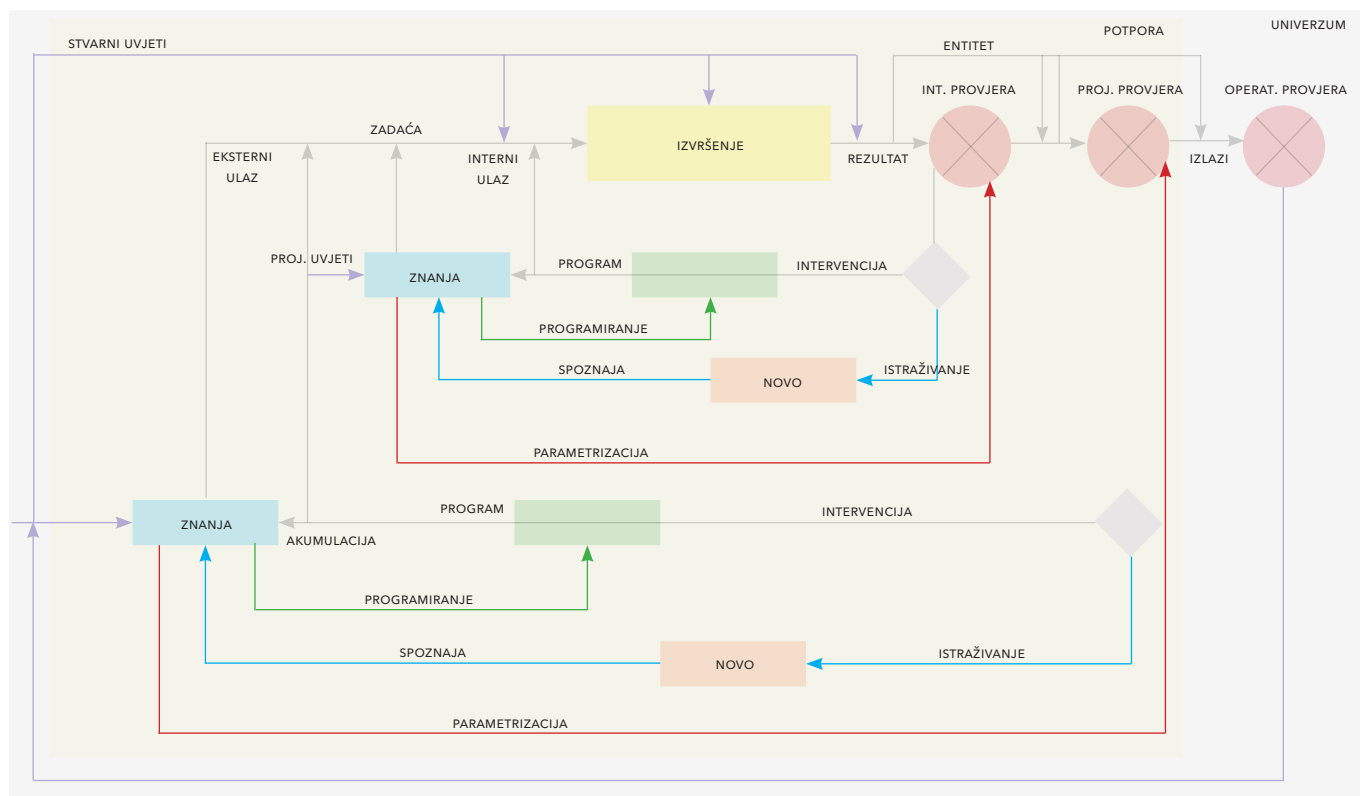 UNIVERZUM
POTPORA
STVARNI UVJETI
ENTITET
INT. PROVJERA
PROJ. PROVJERA
OPERAT. PROVJERA
ZADAĆA
IZVRŠENJE
EKSTERNI
ULAZ
INTERNI
ULAZ
REZULTAT
IZLAZI
PROJ. UVJETI
ZNANJA
PROGRAM
INTERVENCIJA
PROGRAMIRANJE
SPOZNAJA
NOVO
ISTRAŽIVANJE
PARAMETRIZACIJA
ZNANJA
AKUMULACIJA
PROGRAM
INTERVENCIJA
PROGRAMIRANJE
SPOZNAJA
NOVO
ISTRAŽIVANJE
PARAMETRIZACIJA